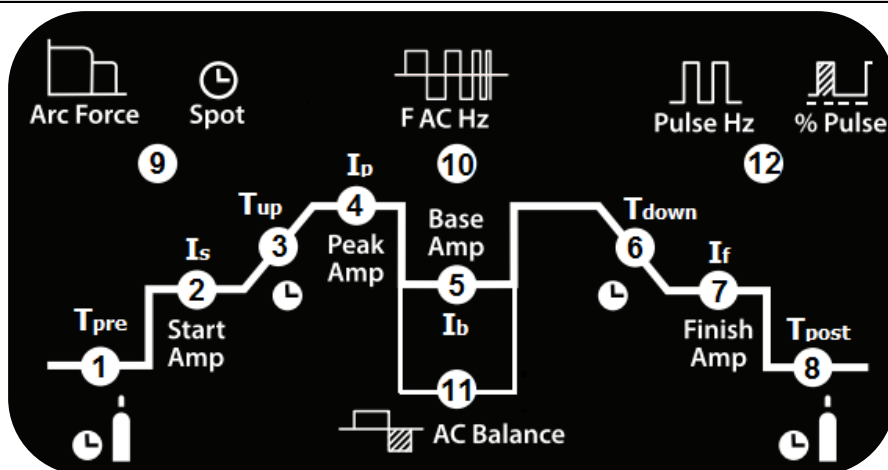 Arc Force
Spot
F AC Hz
Pulse Hz
% Pulse
9
10
12
Ip
4
Peak
Amp
Tup
3
Base
Amp
5
Ib
Tdown
6
Is
2
Start
Amp
If
7
Finish
Amp
Tpre
1
Tpost
8
11
AC Balance